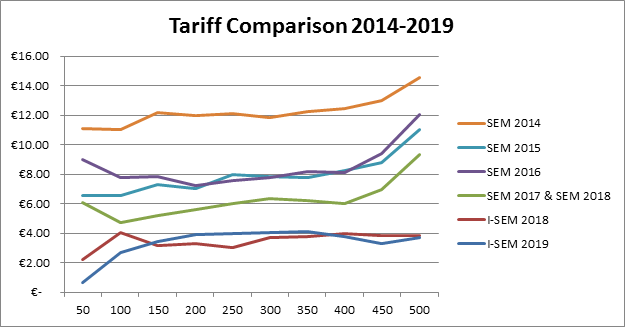 Tariff Comparison 2014-2019
€16.00
€14.00
€12.00
€10.00
€8.00
€6.00
€4.00
€2.00
€-
50 100 150 200 250 300 350 400 450 500
SEM 2014
SEM 2015
SEM 2016
SEM 2017 & SEM 2018
I-SEM 2018
I-SEM 2019